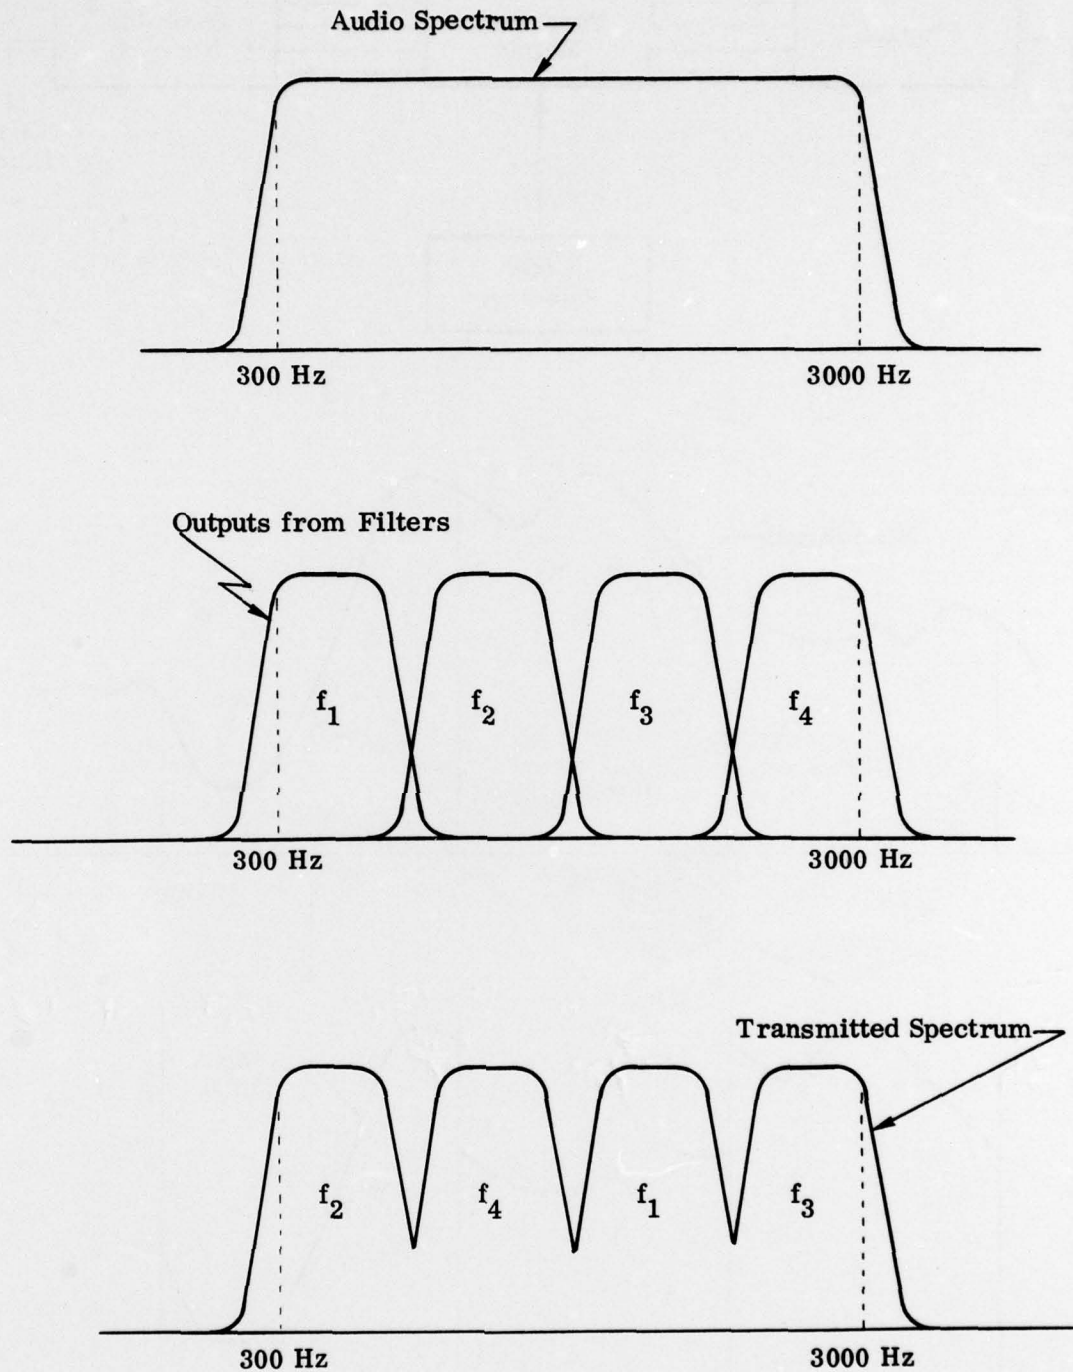 Audio Spectrum
300 Hz 3000 Hz
Outputs from Filters
f1 f2 f3 f4
300 Hz 3000 Hz
Transmitted Spectrum
f2 f4 f1 f3
300 Hz 3000 Hz